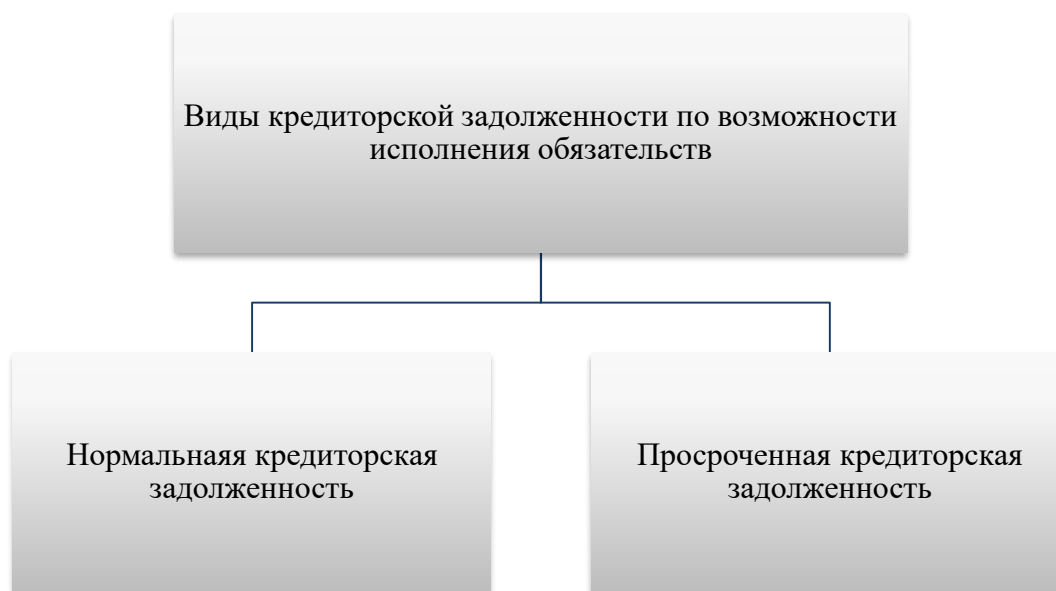 Виды кредиторской задолженности по возможности
исполнения обязательств
Нормальнаяя кредиторская
задолженность
Просроченная кредиторская
задолженность